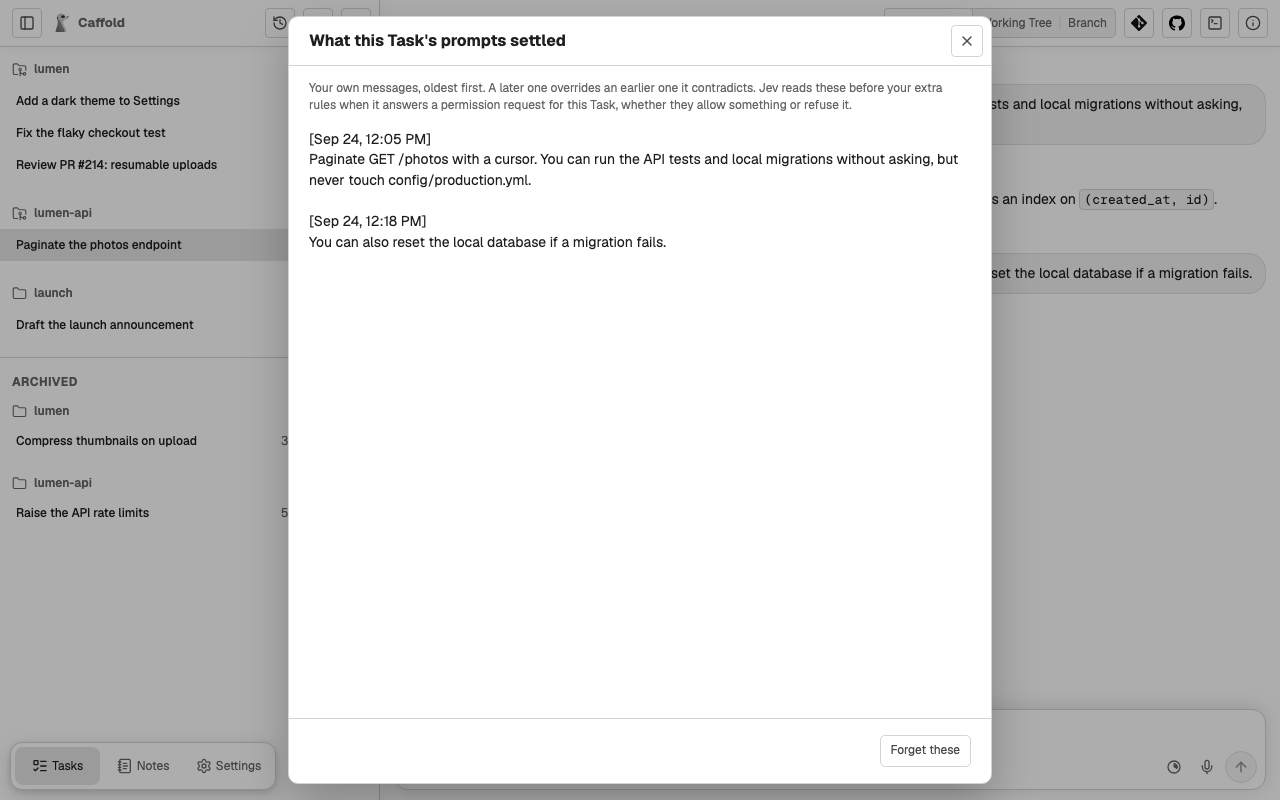 Caffold
lumen
Add a dark theme to Settings
Fix the flaky checkout test
Review PR #214: resumable uploads
lumen-api
Paginate the photos endpoint
launch
Draft the launch announcement
ARCHIVED
lumen
Compress thumbnails on upload
3
lumen-api
Raise the API rate limits
5
Tasks
Notes
Settings
What this Task's prompts settled
Your own messages, oldest first. A later one overrides an earlier one it contradicts. Jev reads these before your extra
rules when it answers a permission request for this Task, whether they allow something or refuse it.
[Sep 24, 12:05 PM]
Paginate GET /photos with a cursor. You can run the API tests and local migrations without asking, but
never touch config/production.yml.
[Sep 24, 12:18 PM]
You can also reset the local database if a migration fails.
Forget these
Tree
Branch
and local migrations without asking,
an index on (created_at, id).
the local database if a migration fails.